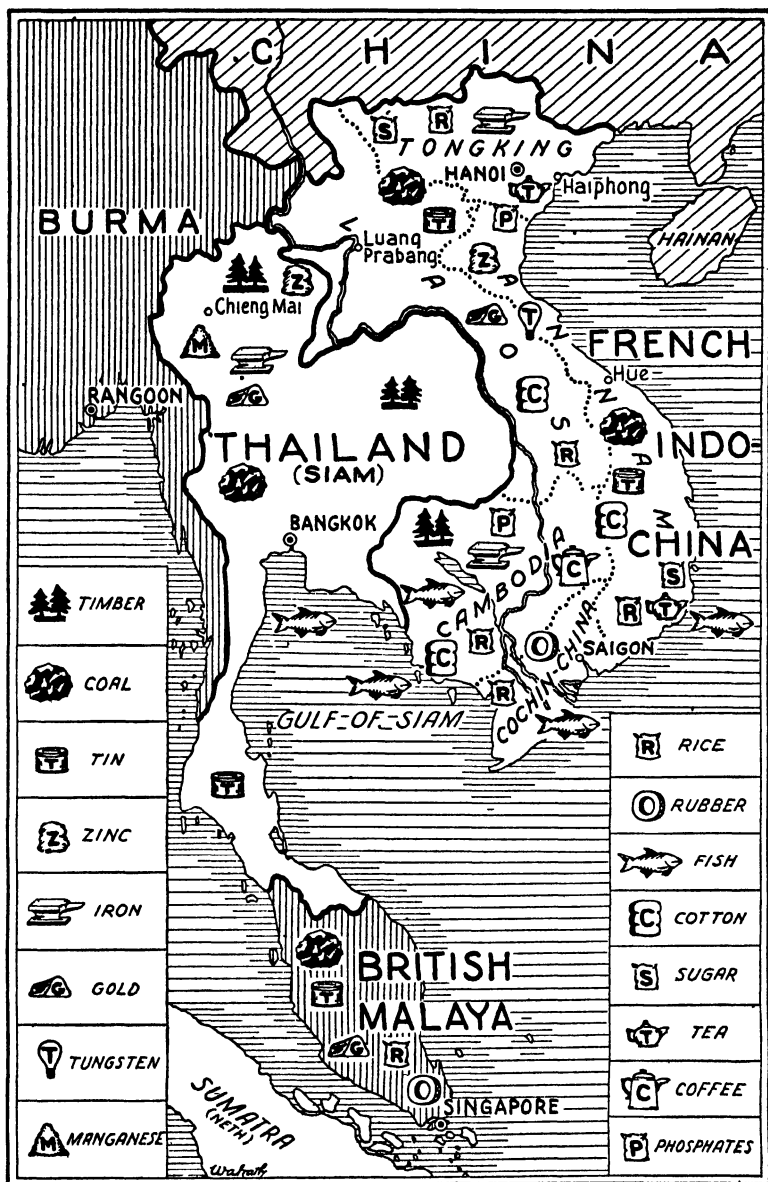 CHINA
S
R
TONGKING
HANOI
T
Haiphong
T
P
BURMA
Luang
Prabang
LAOS
HAINAN
Z
Z
Chieng Mai
G
T
ANNAM
FRENCH
M
Hué
G
C
RANGOON
THAILAND
R
INDO-
(SIAM)
T
BANGKOK
P
C
CHINA
C
S
CAMBODIA
R
T
R
SAIGON
C
COCHIN-CHINA
R
GULF-OF-SIAM
T
BRITISH
T
MALAYA
G
R
SINGAPORE
SUMATRA
(NETH)
TIMBER
COAL
T TIN
Z ZINC
IRON
G GOLD
T TUNGSTEN
M MANGANESE
R RICE
RUBBER
FISH
C COTTON
S SUGAR
T TEA
C COFFEE
P PHOSPHATES